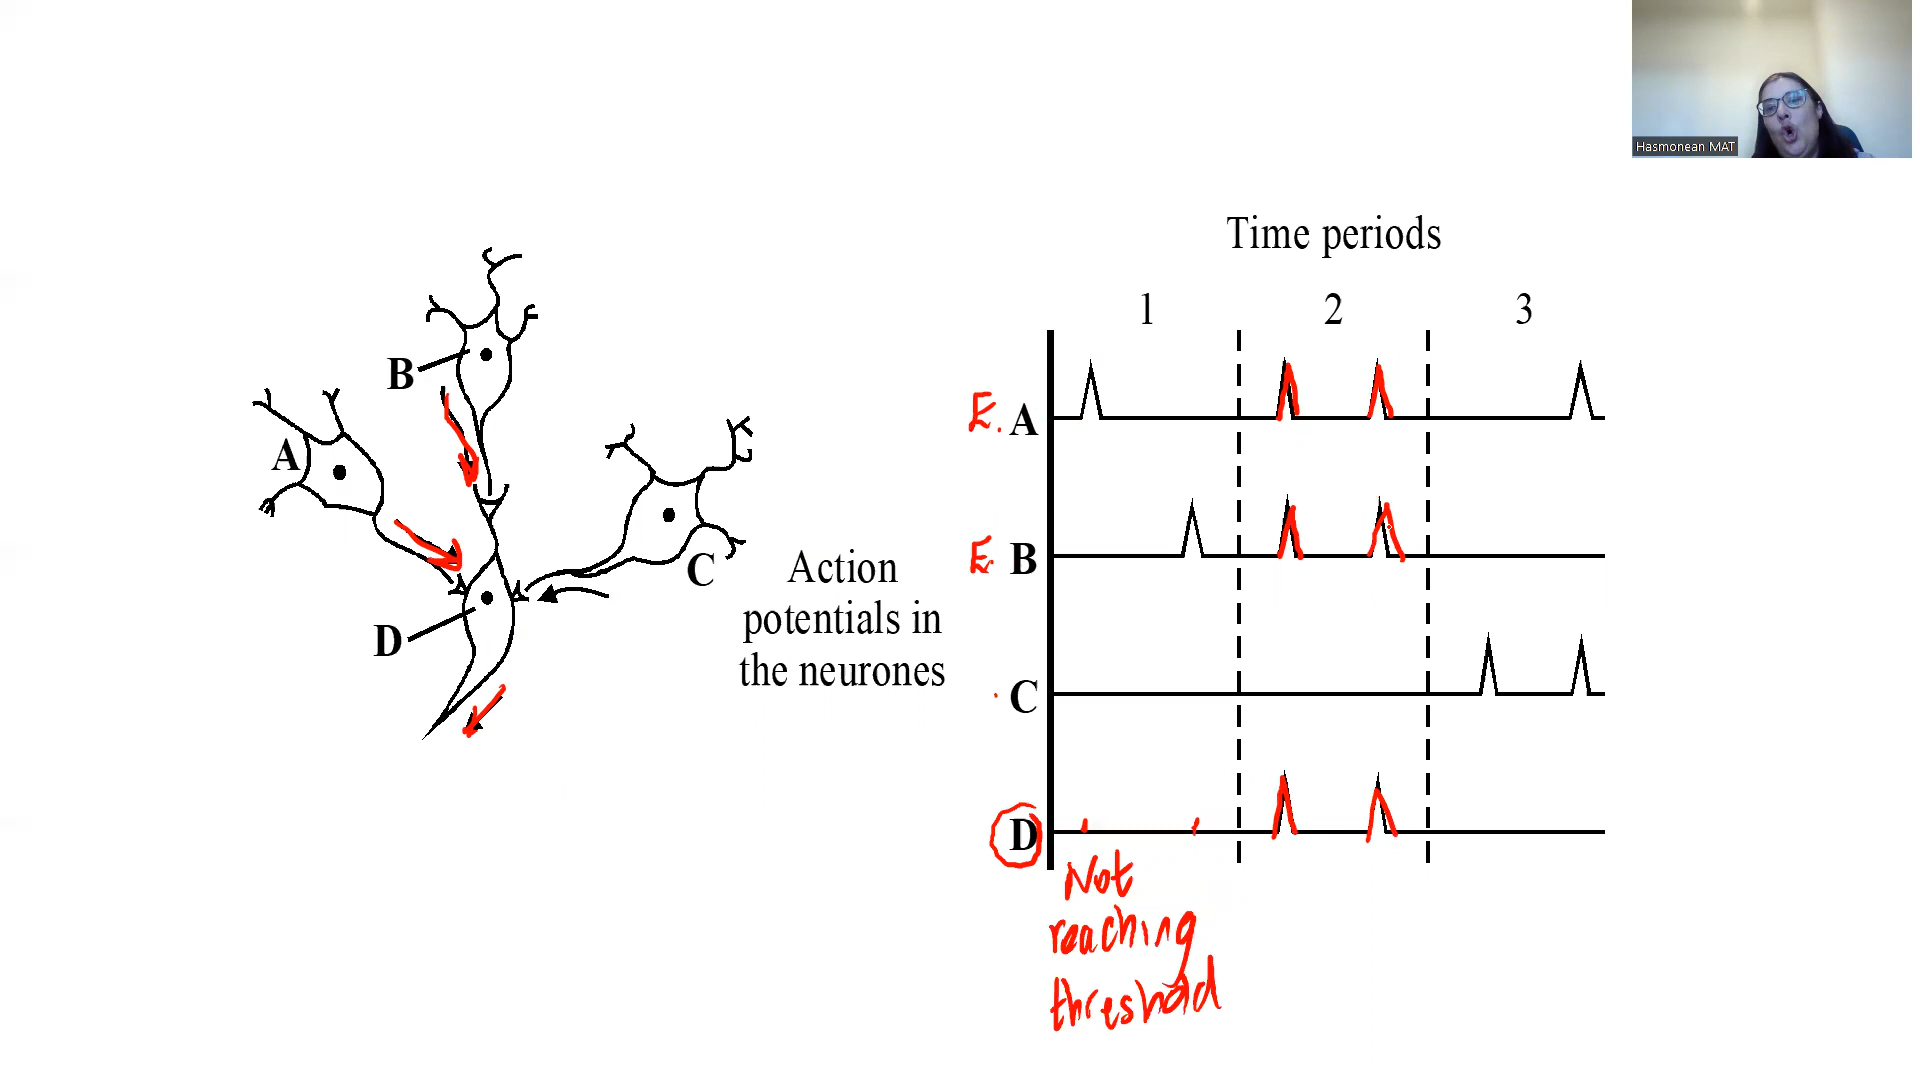 Hasmonean MAT
Time periods
1 2 3
B
A
C
D
Action
potentials in
the neurones
E. A
E. B
C
D
Not
reaching
threshold